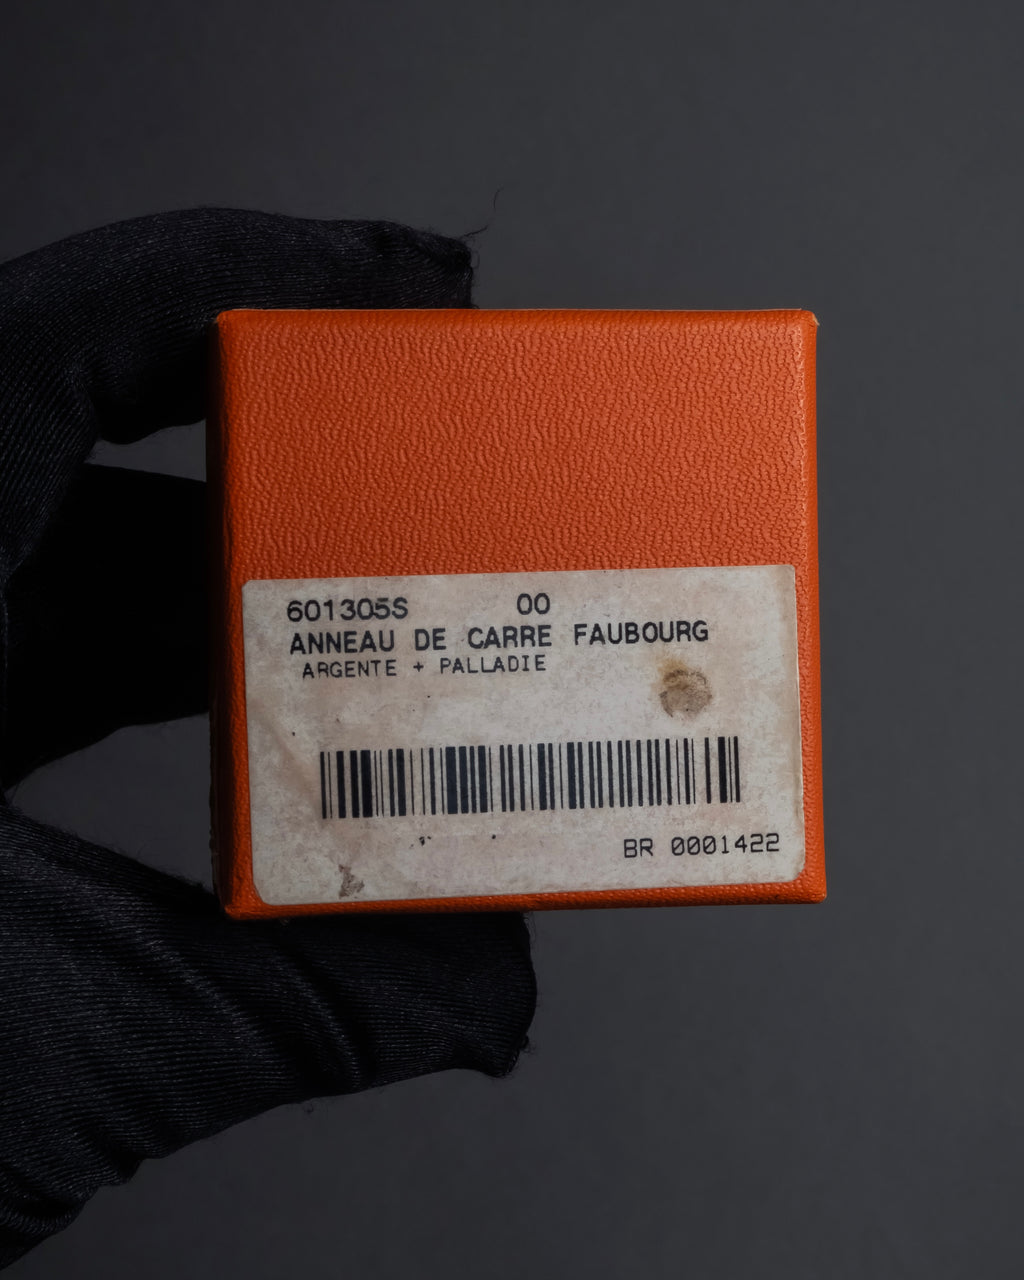 601305S 00
ANNEAU DE CARRE FAUBOURG
ARGENTE + PALLADIE
BR 0001422